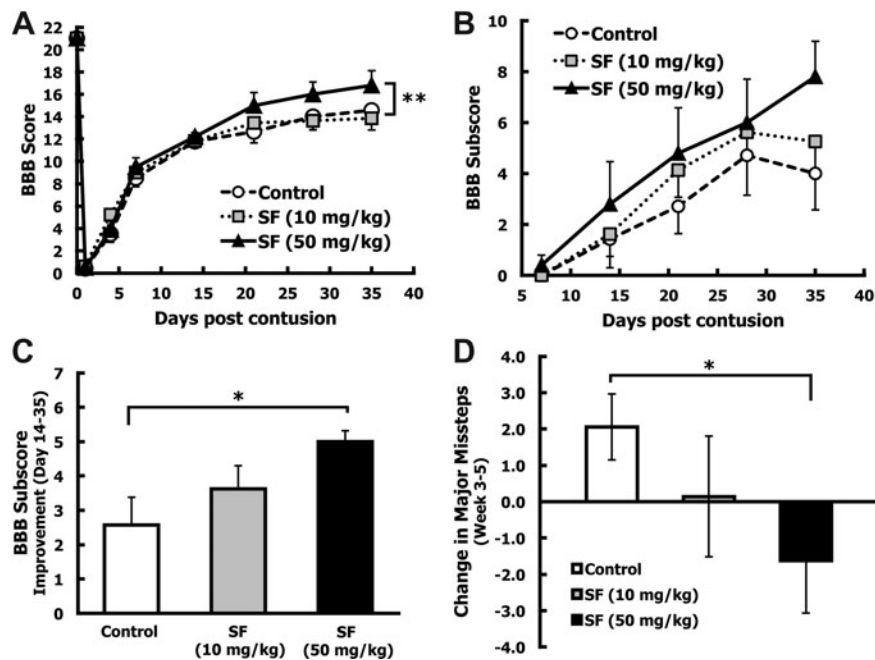 A
BBB Score
22
20
18
16
14
12
10
8
6
4
2
0
0 5 10 15 20 25 30 35 40
Days post contusion
Control
SF (10 mg/kg)
SF (50 mg/kg)
**
B
BBB Subscore
10
8
6
4
2
0
5 10 15 20 25 30 35 40
Days post contusion
Control
SF (10 mg/kg)
SF (50 mg/kg)
C
BBB Subscore
Improvement (Day 14-35)
7
6
5
4
3
2
1
0
*
Control SF SF
(10 mg/kg) (50 mg/kg)
D
Change in Major Missteps
(Week 3-5)
4.0
3.0
2.0
1.0
0.0
-1.0
-2.0
-3.0
-4.0
*
Control
SF (10 mg/kg)
SF (50 mg/kg)